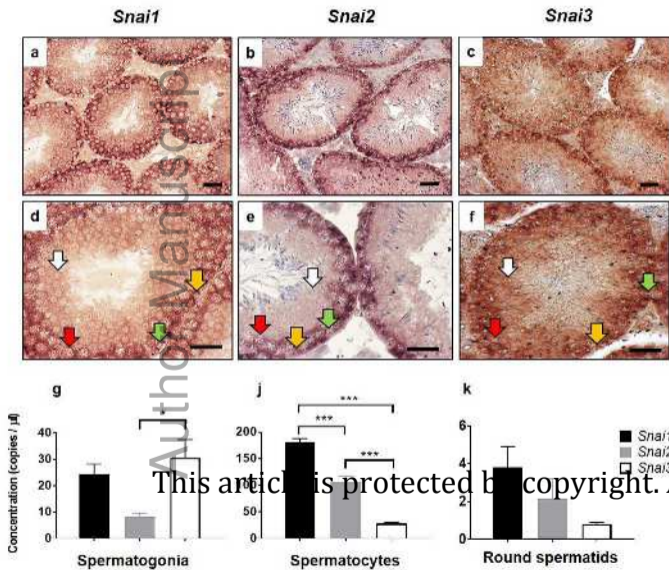 Snai1 Snai2 Snai3
a b c
d e f
Author Manuscript
g j k
* *** *** ***
Concentration (copies / µl)
40
30
20
10
0
200
150
100
50
0
6
4
2
0
Snai1
Snai2
Snai3
This article is protected by copyright.
Spermatogonia Spermatocytes Round spermatids